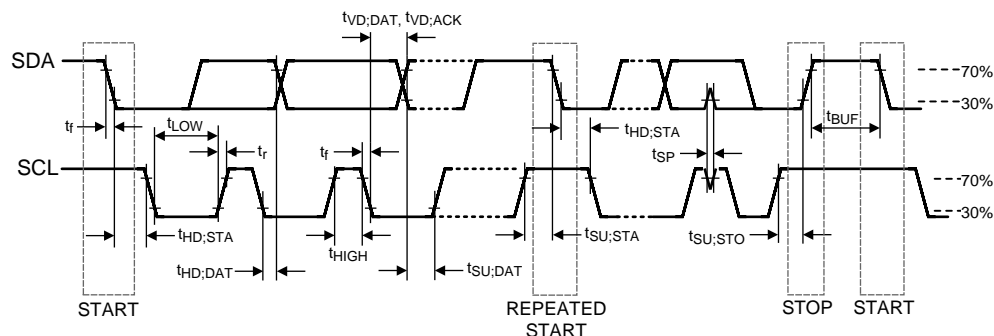 tVD;DAT, tVD;ACK
SDA
70%
30%
tf
tLOW
tHD;STA
tBUF
tr
tf
tSP
SCL
70%
30%
tHD;STA
tSU;STA
tSU;STO
tHIGH
tHD;DAT
tSU;DAT
START
REPEATED
START
STOP
START